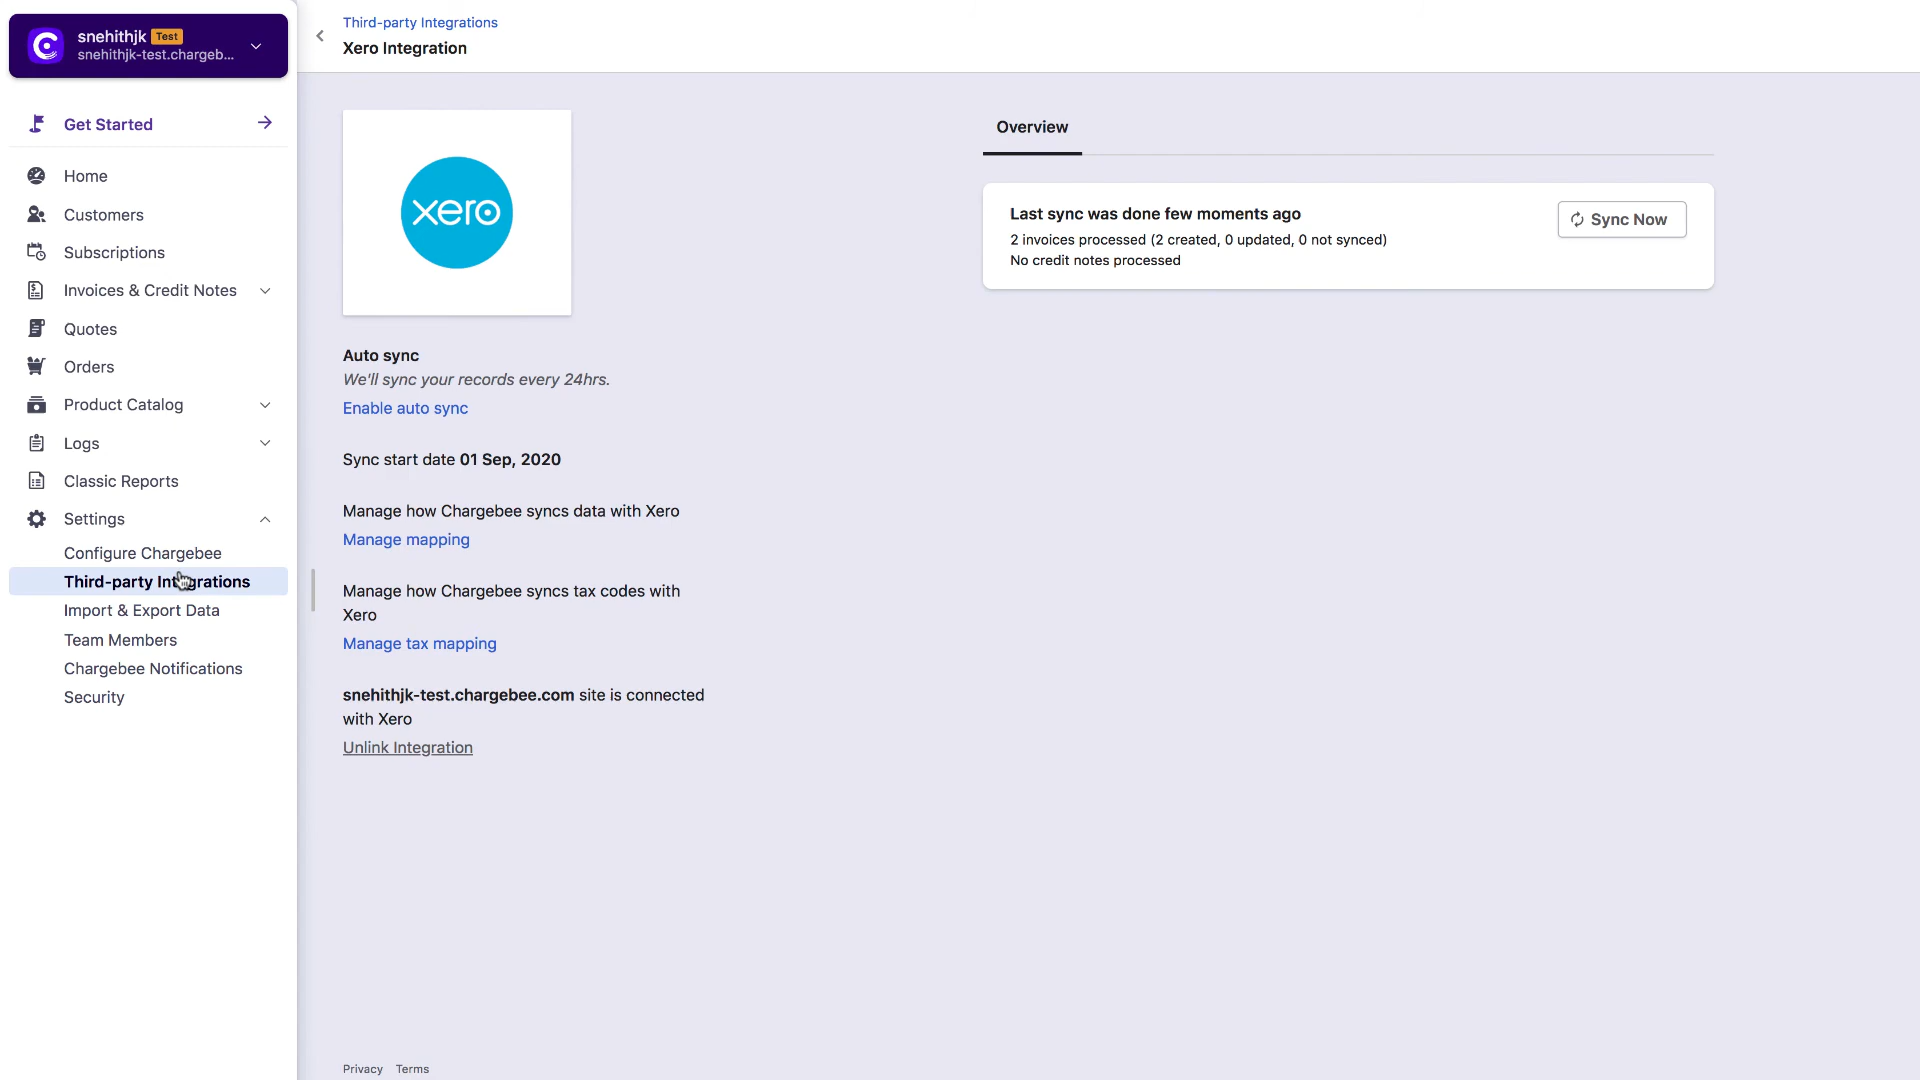 snehithjk Test
snehithjk-test.chargeb...
Get Started
Home
Customers
Subscriptions
Invoices & Credit Notes
Quotes
Orders
Product Catalog
Logs
Classic Reports
Settings
Configure Chargebee
Third-party Integrations
Import & Export Data
Team Members
Chargebee Notifications
Security
Third-party Integrations
Xero Integration
xero
Auto sync
We'll sync your records every 24hrs.
Enable auto sync
Sync start date 01 Sep, 2020
Manage how Chargebee syncs data with Xero
Manage mapping
Manage how Chargebee syncs tax codes with
Xero
Manage tax mapping
snehithjk-test.chargebee.com site is connected
with Xero
Unlink Integration
Overview
Last sync was done few moments ago
2 invoices processed (2 created, 0 updated, 0 not synced)
No credit notes processed
Sync Now
Privacy Terms